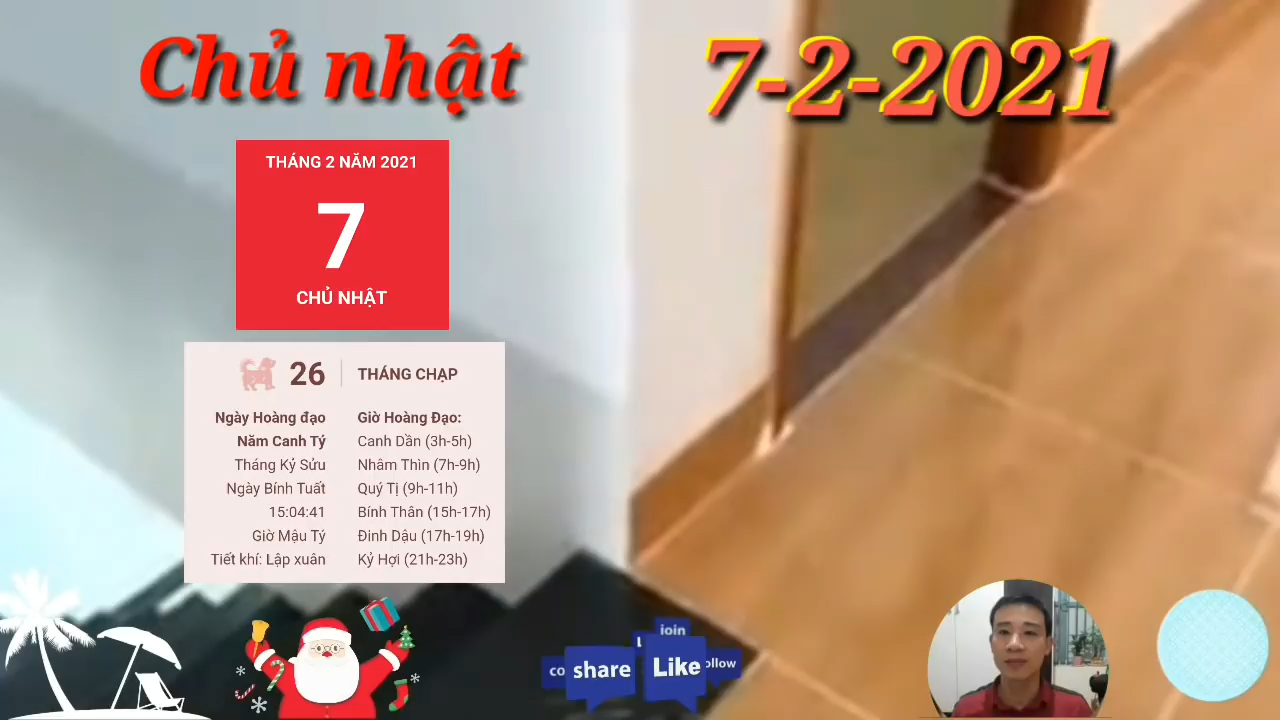 Chủ nhật
7-2-2021
THÁNG 2 NĂM 2021
7
CHỦ NHẬT
26
THÁNG CHẠP
Ngày Hoàng đạo
Năm Canh Tý
Tháng Kỷ Sửu
Ngày Bính Tuất
15:04:41
Giờ Mậu Tý
Tiết khí: Lập xuân
Giờ Hoàng Đạo:
Canh Dần (3h-5h)
Nhâm Thìn (7h-9h)
Quý Tị (9h-11h)
Bính Thân (15h-17h)
Đinh Dậu (17h-19h)
Kỷ Hợi (21h-23h)
join
share
Like